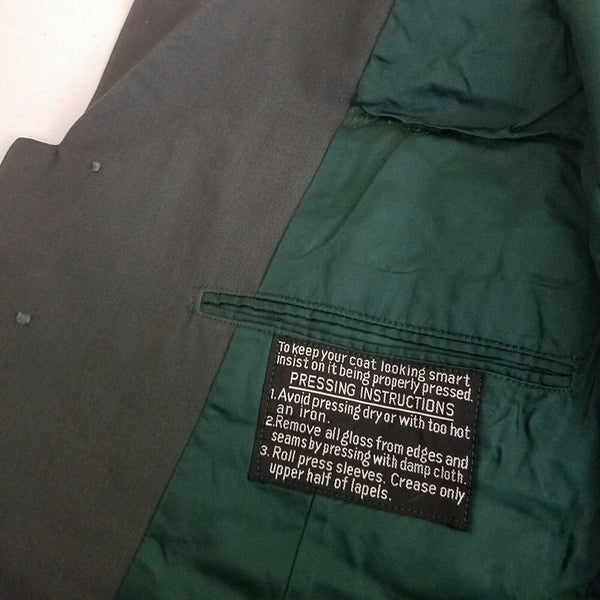 To keep your coat looking smart
insist on it being properly pressed.
PRESSING INSTRUCTIONS
1. Avoid pressing dry or with too hot
an iron.
2. Remove all gloss from edges and
seams by pressing with damp cloth.
3. Roll press sleeves. Crease only
upper half of lapels.